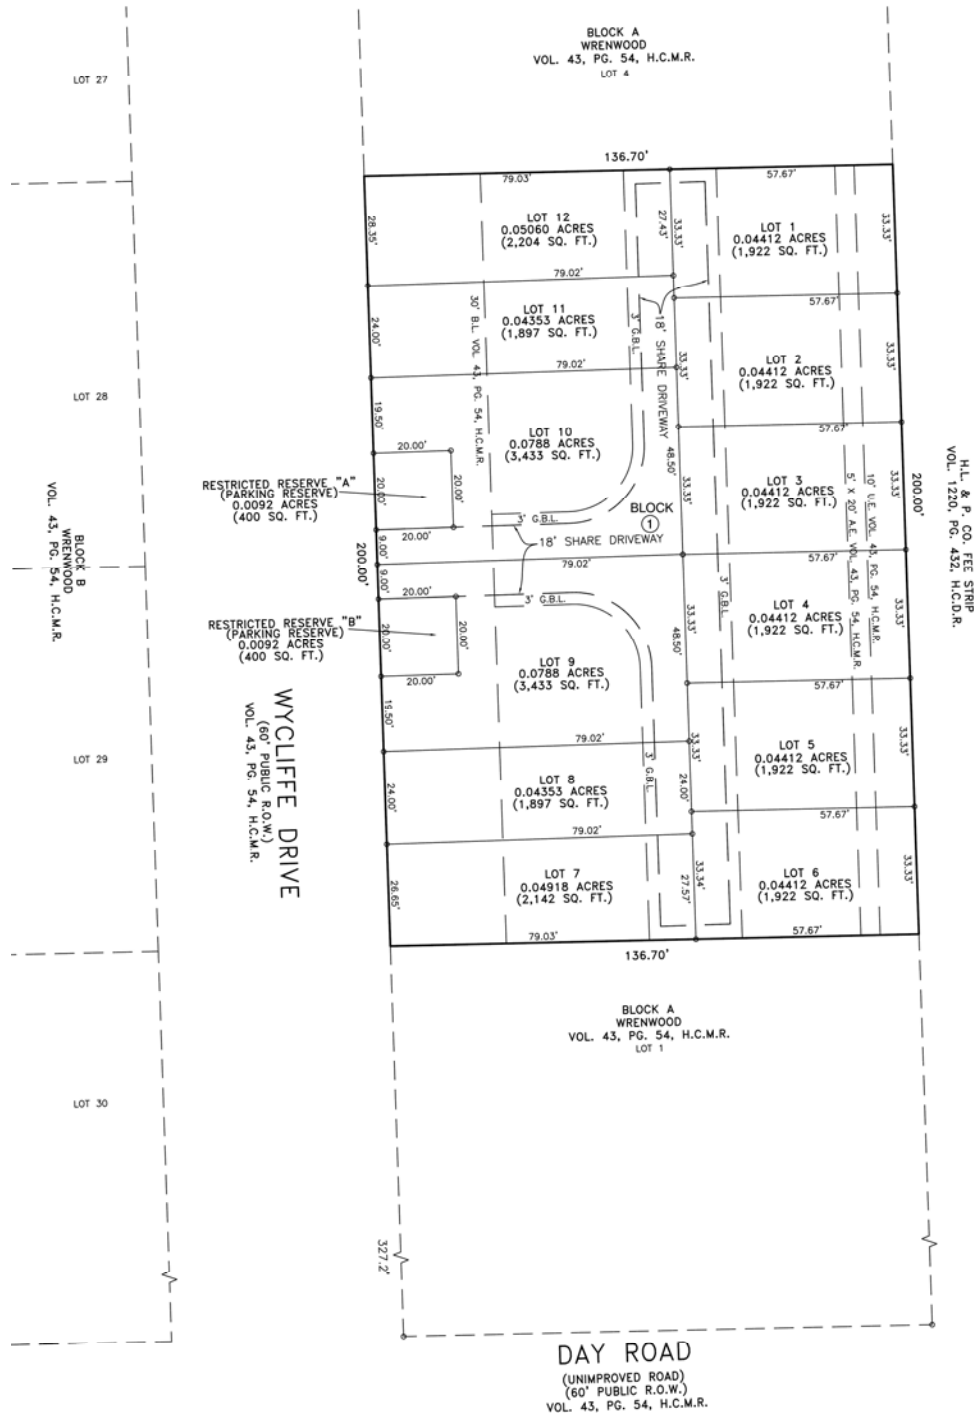 BLOCK A
WRENWOOD
VOL. 43, PG. 54, H.C.M.R.
LOT 4
LOT 27
136.70'
79.03'
57.67'
28.35'
LOT 12
0.05060 ACRES
(2,204 SQ. FT.)
27.43'
33.33'
LOT 1
0.04412 ACRES
(1,922 SQ. FT.)
33.33'
79.02'
57.67'
24.00'
30' B.L. VOL. 43, PG. 54, H.C.M.R.
LOT 11
0.04353 ACRES
(1,897 SQ. FT.)
3' G.B.L.
18' SHARE DRIVEWAY
33.33'
LOT 2
0.04412 ACRES
(1,922 SQ. FT.)
33.33'
79.02'
57.67'
LOT 28
19.50'
20.00'
LOT 10
0.0788 ACRES
(3,433 SQ. FT.)
48.50'
33.35'
LOT 3
0.04412 ACRES
(1,922 SQ. FT.)
33.33'
200.00'
H.L. & P. CO. FEE STRIP
VOL. 1220, PG. 432, H.C.D.R.
RESTRICTED RESERVE "A"
(PARKING RESERVE)
0.0092 ACRES
(400 SQ. FT.)
20.00'
20.00'
20.00'
3' G.B.L.
BLOCK
1
18' SHARE DRIVEWAY
5' X 20' A.E. VOL. 43, PG. 54, H.C.M.R.
10' U.E. VOL. 43, PG. 54, H.C.M.R.
BLOCK B
WRENWOOD
VOL. 43, PG. 54, H.C.M.R.
200.00'
9.00'
9.00'
79.02'
57.67'
20.00'
3' G.B.L.
3' G.B.L.
RESTRICTED RESERVE "B"
(PARKING RESERVE)
0.0092 ACRES
(400 SQ. FT.)
20.00'
20.00'
20.00'
33.33'
48.50'
LOT 4
0.04412 ACRES
(1,922 SQ. FT.)
33.33'
LOT 9
0.0788 ACRES
(3,433 SQ. FT.)
57.67'
19.50'
79.02'
WYCLIFFE DRIVE
(60' PUBLIC R.O.W.)
VOL. 43, PG. 54, H.C.M.R.
LOT 29
24.00'
LOT 8
0.04353 ACRES
(1,897 SQ. FT.)
3' G.B.L.
33.33'
24.00'
LOT 5
0.04412 ACRES
(1,922 SQ. FT.)
33.33'
57.67'
79.02'
26.65'
LOT 7
0.04918 ACRES
(2,142 SQ. FT.)
33.34'
27.57'
LOT 6
0.04412 ACRES
(1,922 SQ. FT.)
33.33'
79.03'
57.67'
136.70'
BLOCK A
WRENWOOD
VOL. 43, PG. 54, H.C.M.R.
LOT 1
LOT 30
327.2'
DAY ROAD
(UNIMPROVED ROAD)
(60' PUBLIC R.O.W.)
VOL. 43, PG. 54, H.C.M.R.